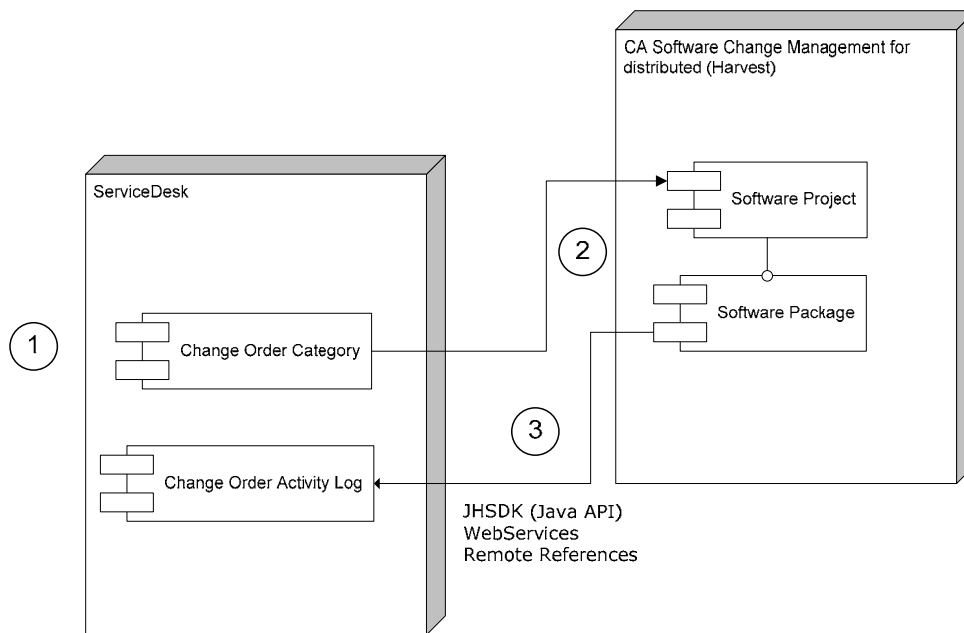 CA Software Change Management for
distributed (Harvest)
ServiceDesk
Software Project
2
Software Package
1
Change Order Category
3
Change Order Activity Log
JHSDK (Java API)
WebServices
Remote References